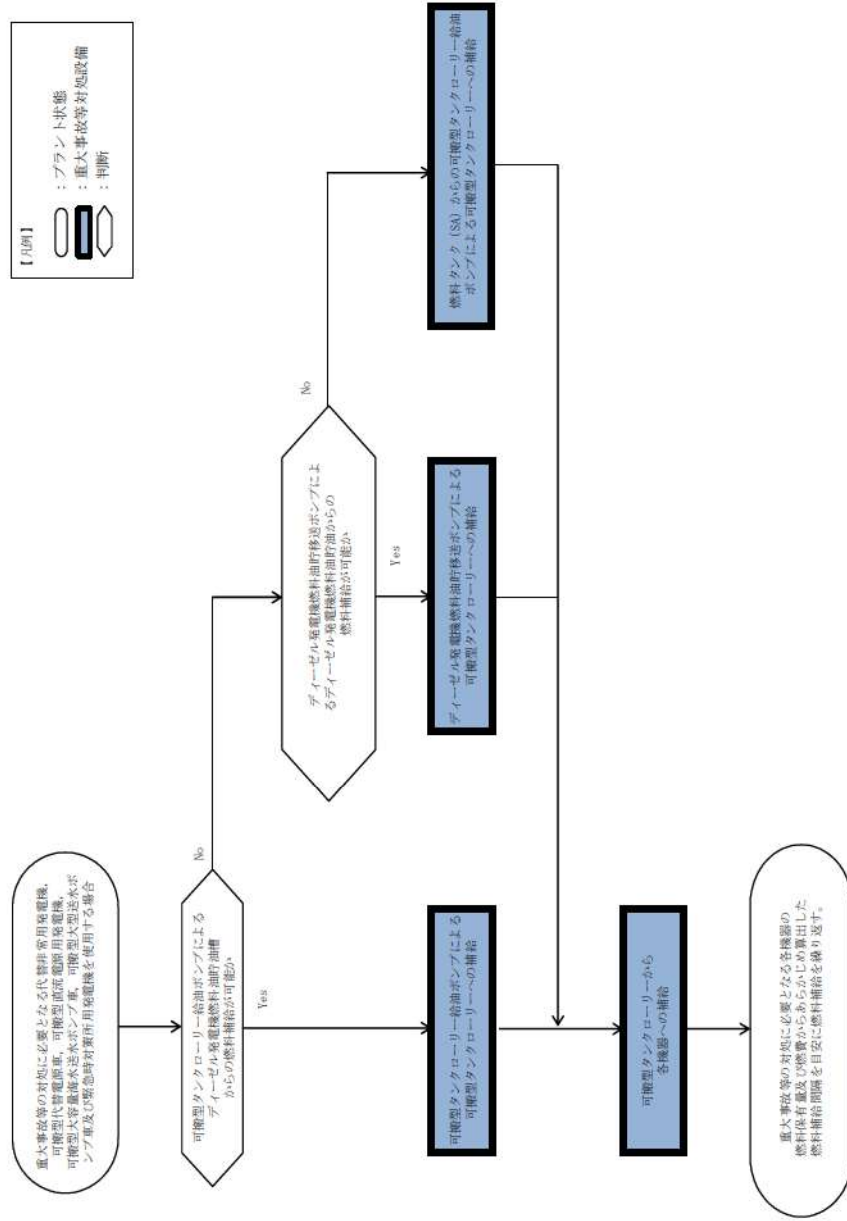 【凡例】
：プラント状態
：重大事故等対処設備
：判断
重大事故等の対処に必要となる代替非常用発電機，
可搬型代替電源車，可搬型直流電源用発電機，
可搬型大容量海水送水ポンプ車，可搬型大型送水ポ
ンプ車及び緊急時対策所用発電機を使用する場合
可搬型タンクローリー給油ポンプによる
ディーゼル発電機燃料油貯油槽
からの燃料補給が可能か
No
Yes
ディーゼル発電機燃料油貯移送ポンプによ
るディーゼル発電機燃料油貯油からの
燃料補給が可能か
No
Yes
可搬型タンクローリー給油ポンプによる
可搬型タンクローリーへの補給
ディーゼル発電機燃料油貯移送ポンプによる
可搬型タンクローリーへの補給
燃料タンク（SA）からの可搬型タンクローリー給油
ポンプによる可搬型タンクローリーへの補給
可搬型タンクローリーから
各機器への補給
重大事故等の対処に必要となる各機器の
燃料保有量及び燃費からあらかじめ算出した
燃料補給間隔を目安に燃料補給を繰り返す。